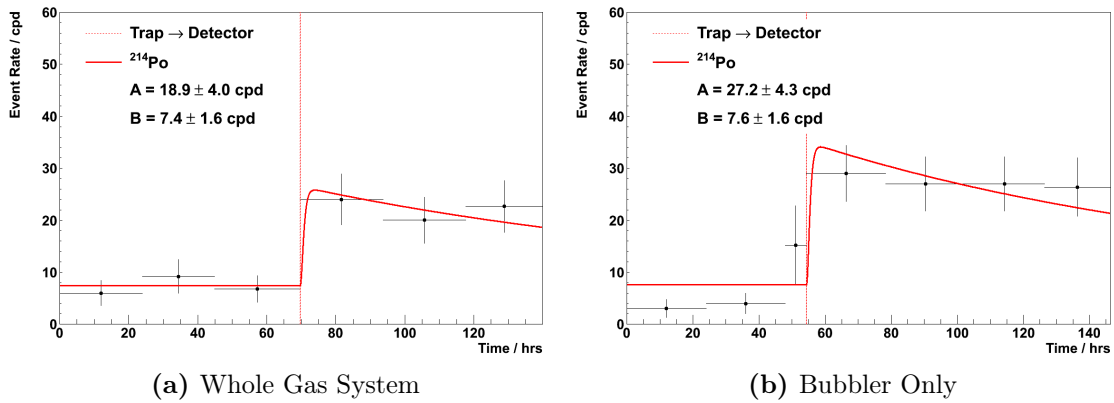 Event Rate / cpd
60
50
40
30
20
10
0
Trap → Detector
²¹⁴Po
A = 18.9 ± 4.0 cpd
B = 7.4 ± 1.6 cpd
0 20 40 60 80 100 120
Time / hrs
(a) Whole Gas System
Event Rate / cpd
60
50
40
30
20
10
0
Trap → Detector
²¹⁴Po
A = 27.2 ± 4.3 cpd
B = 7.6 ± 1.6 cpd
0 20 40 60 80 100 120 140
Time / hrs
(b) Bubbler Only